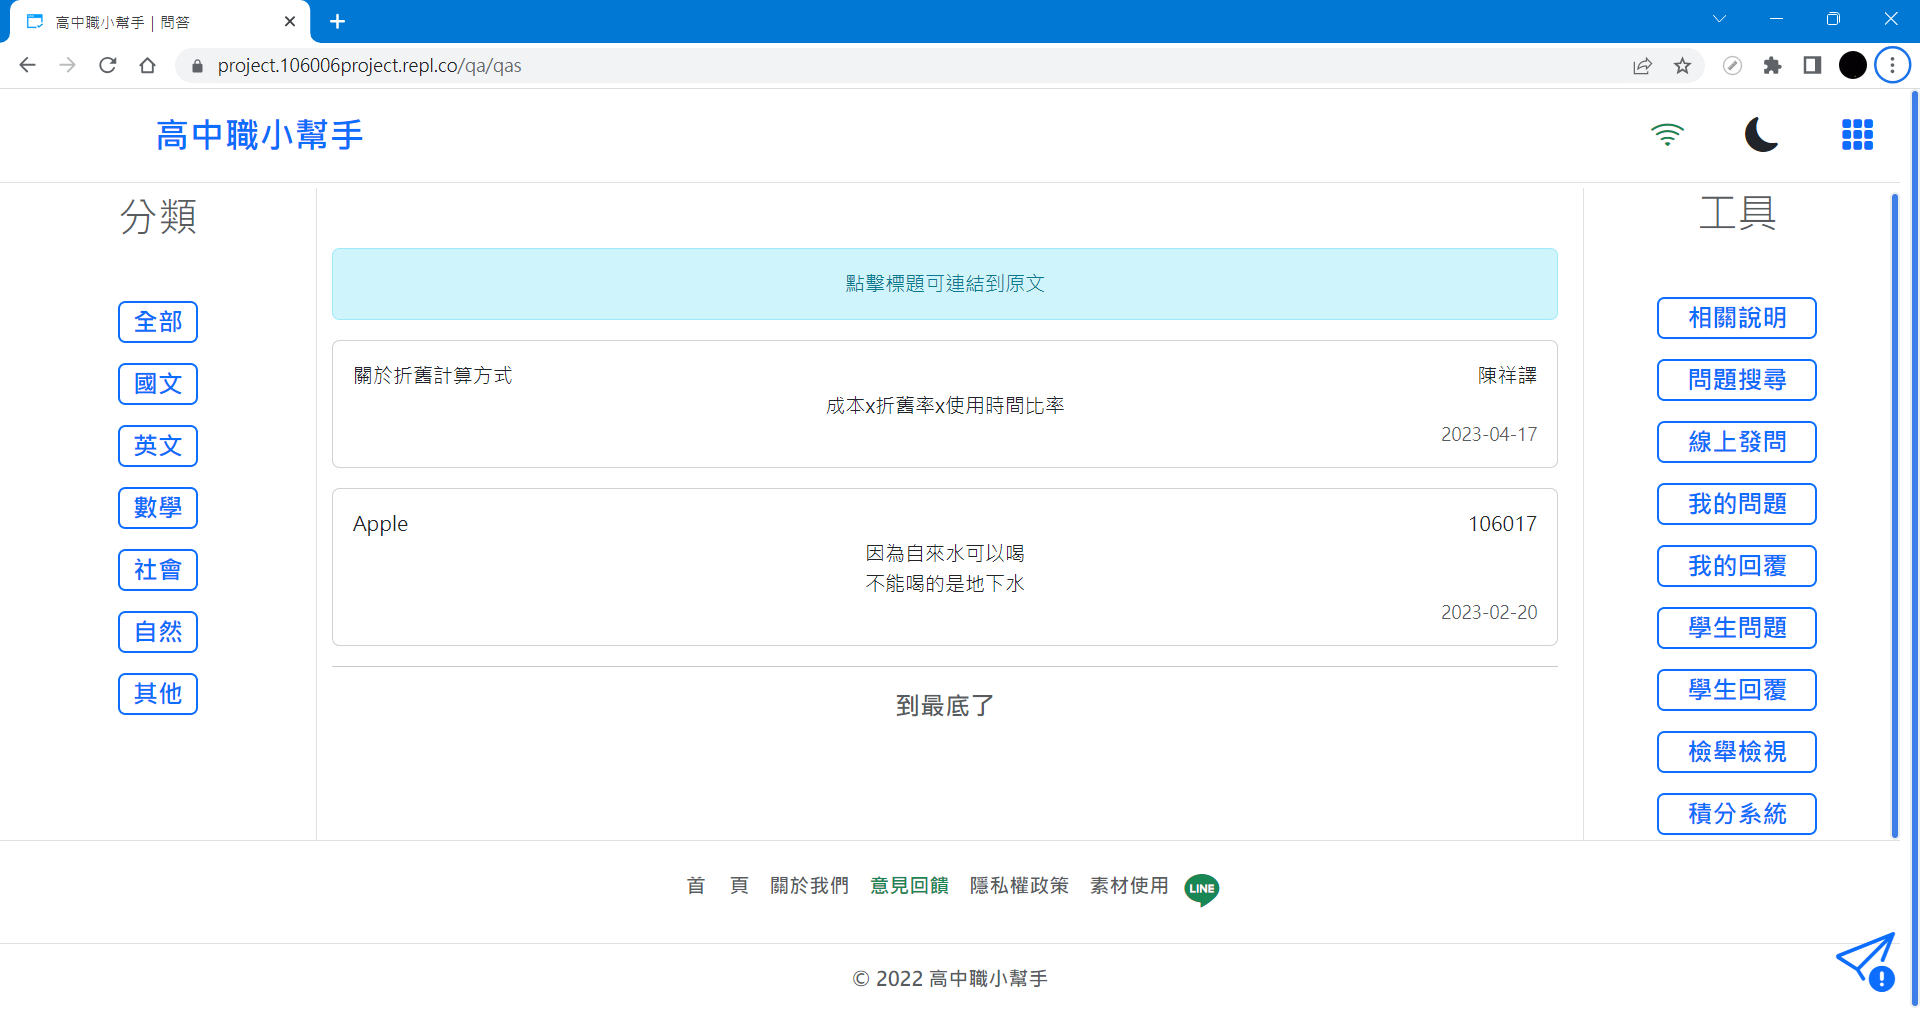 高中職小幫手 | 問答
project.106006project.repl.co/qa/qas
高中職小幫手
分類
全部
國文
英文
數學
社會
自然
其他
點擊標題可連結到原文
關於折舊計算方式
陳祥譯
成本x折舊率x使用時間比率
2023-04-17
Apple
106017
因為自來水可以喝
不能喝的是地下水
2023-02-20
到最底了
工具
相關說明
問題搜尋
線上發問
我的問題
我的回覆
學生問題
學生回覆
檢舉檢視
積分系統
首 頁 關於我們 意見回饋 隱私權政策 素材使用 LINE
© 2022 高中職小幫手